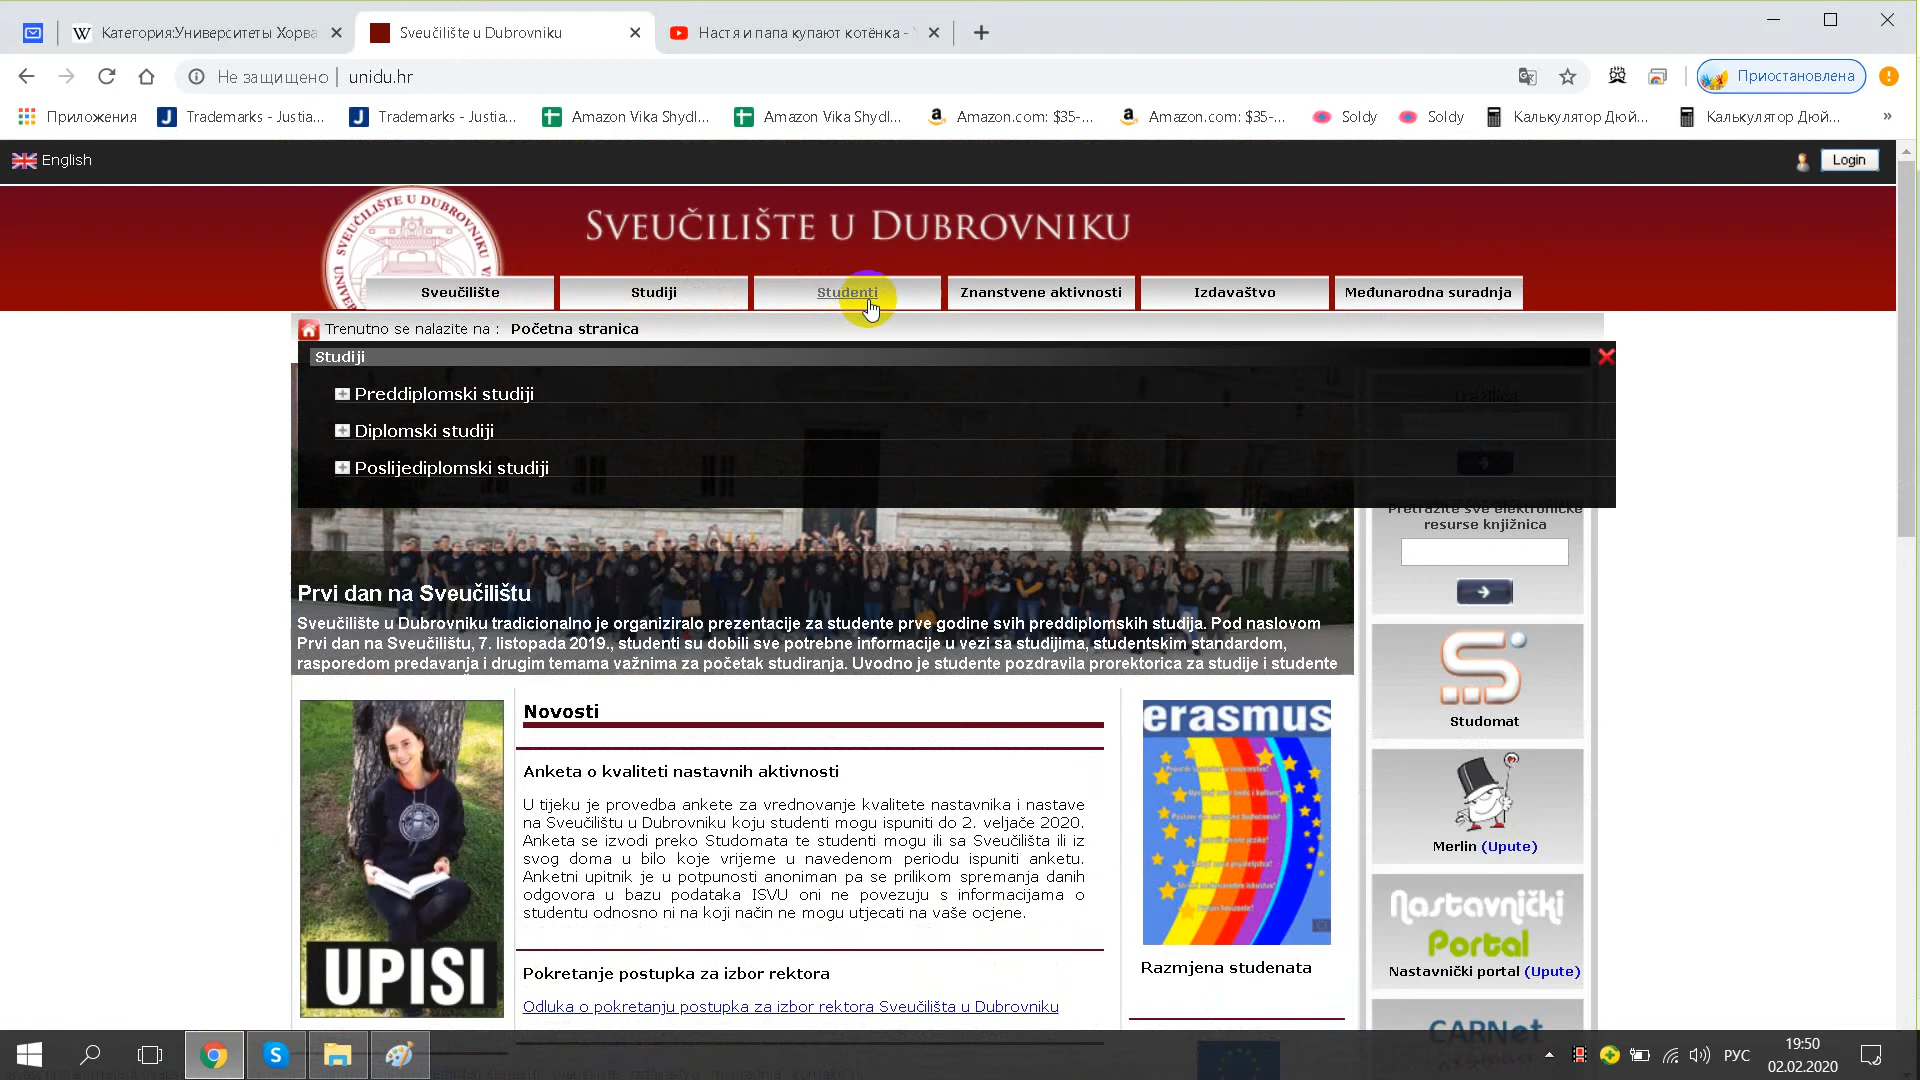 Категория:Университеты Хорва
Sveučilište u Dubrovniku
Настя и папа купают котёнка -
Не защищено
unidu.hr
Приостановлена
Приложения
Trademarks - Justia...
Trademarks - Justia...
Amazon Vika Shydl...
Amazon Vika Shydl...
Amazon.com: $35-...
Amazon.com: $35-...
Soldy
Soldy
Калькулятор Дюй...
Калькулятор Дюй...
»
English
Login
SVEUČILIŠTE U DUBROVNIKU
SVEUČILIŠTE U DUBROVNIKU
Sveučilište
Studiji
Studenti
Znanstvene aktivnosti
Izdavaštvo
Međunarodna suradnja
Trenutno se nalazite na : Početna stranica
Studiji
Preddiplomski studiji
Diplomski studiji
Poslijediplomski studiji
Tražilica
Pretražite sve elektroničke
resurse knjižnica
Prvi dan na Sveučilištu
Sveučilište u Dubrovniku tradicionalno je organiziralo prezentacije za studente prve godine svih preddiplomskih studija. Pod naslovom
Prvi dan na Sveučilištu, 7. listopada 2019., studenti su dobili sve potrebne informacije u vezi sa studijima, studentskim standardom,
rasporedom predavanja i drugim temama važnima za početak studiranja. Uvodno je studente pozdravila prorektorica za studije i studente
UPISI
Novosti
Anketa o kvaliteti nastavnih aktivnosti
U tijeku je provedba ankete za vrednovanje kvalitete nastavnika i nastave
na Sveučilištu u Dubrovniku koju studenti mogu ispuniti do 2. veljače 2020.
Anketa se izvodi preko Studomata te studenti mogu ili sa Sveučilišta ili iz
svog doma u bilo koje vrijeme u navedenom periodu ispuniti anketu.
Anketni upitnik je u potpunosti anoniman pa se prilikom spremanja danih
odgovora u bazu podataka ISVU oni ne povezuju s informacijama o
studentu odnosno ni na koji način ne mogu utjecati na vaše ocjene.
Pokretanje postupka za izbor rektora
Odluka o pokretanju postupka za izbor rektora Sveučilišta u Dubrovniku
erasmus
Razmjena studenata
Studomat
Merlin (Upute)
Nastavnički
Portal
Nastavnički portal (Upute)
CARNet
РУС
19:50
02.02.2020